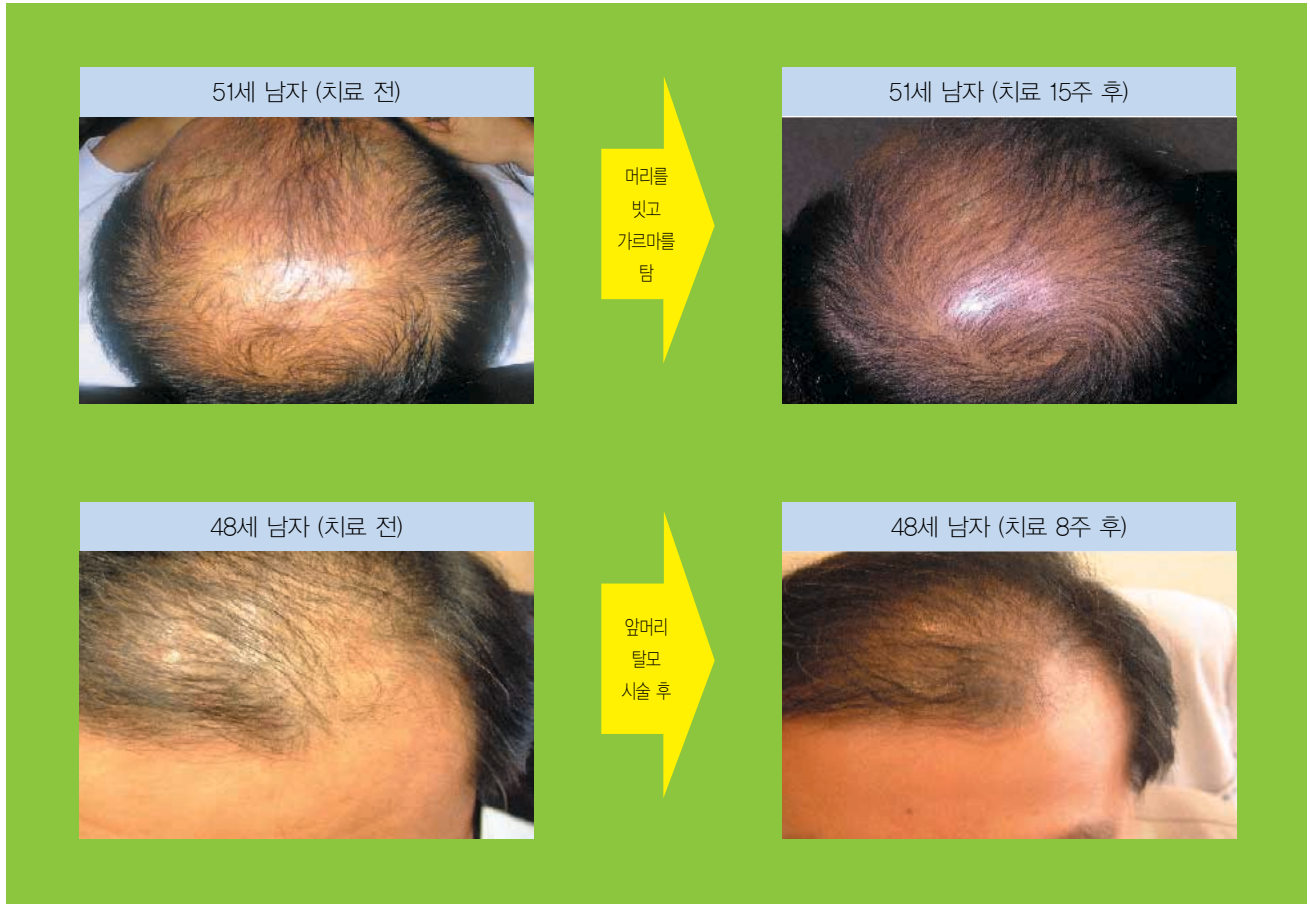 51세 남자 (치료 전)
머리를
빗고
가르마를
탐
51세 남자 (치료 15주 후)
48세 남자 (치료 전)
앞머리
탈모
시술 후
48세 남자 (치료 8주 후)